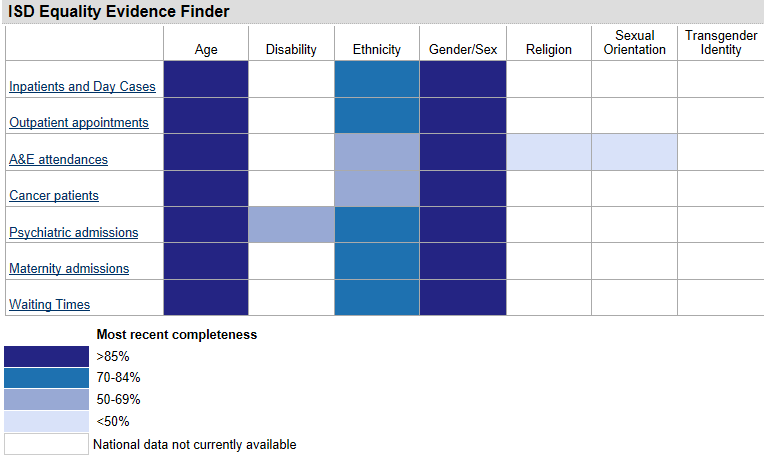 ISD Equality Evidence Finder
Age Disability Ethnicity Gender/Sex Religion Sexual Orientation Transgender Identity
Inpatients and Day Cases
Outpatient appointments
A&E attendances
Cancer patients
Psychiatric admissions
Maternity admissions
Waiting Times
Most recent completeness
>85%
70-84%
50-69%
<50%
National data not currently available